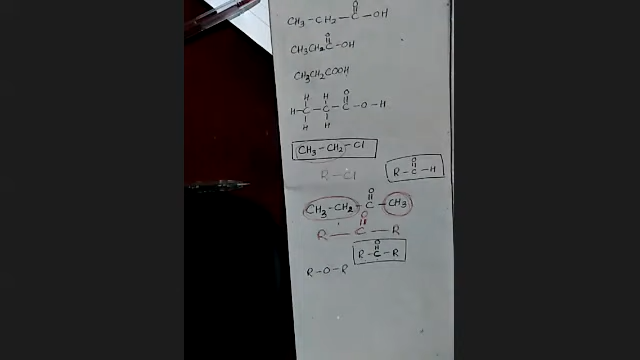 O
CH3-CH2-C-OH
O
CH3CH2C-OH
CH3CH2COOH
H H O
H-C-C-C-O-H
H H
CH3-CH2-Cl
R-Cl
O
R-C-H
O
CH3-CH2-C-CH3
O
R-C-R
O
R-C-R
R-O-R